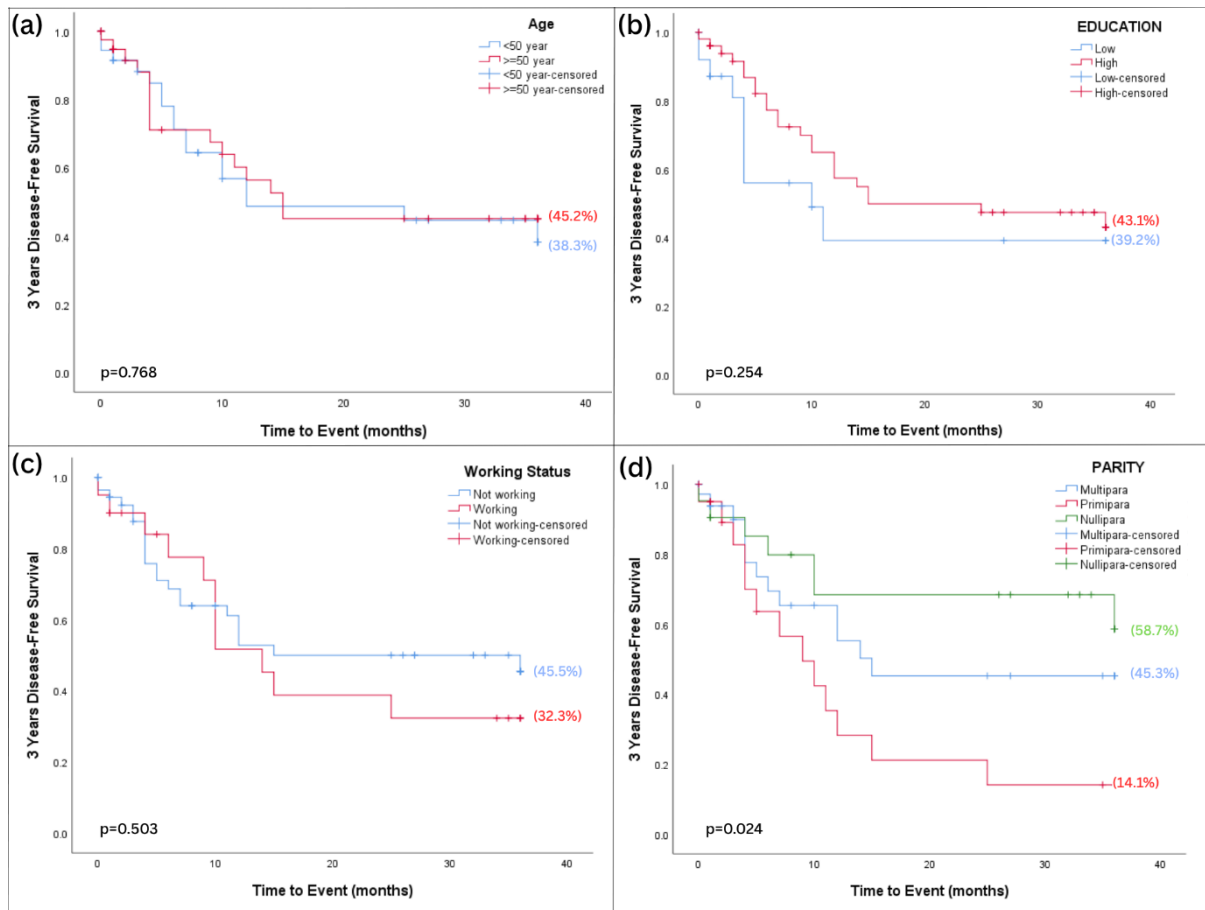 (a)
Age
<50 year
>=50 year
<50 year-censored
>=50 year-censored
3 Years Disease-Free Survival
1.0
0.8
0.6
0.4
0.2
0.0
(45.2%)
(38.3%)
p=0.768
0
10
20
30
40
Time to Event (months)
(b)
EDUCATION
Low
High
Low-censored
High-censored
3 Years Disease-Free Survival
1.0
0.8
0.6
0.4
0.2
0.0
(43.1%)
(39.2%)
p=0.254
0
10
20
30
40
Time to Event (months)
(c)
Working Status
Not working
Working
Not working-censored
Working-censored
3 Years Disease-Free Survival
1.0
0.8
0.6
0.4
0.2
0.0
(45.5%)
(32.3%)
p=0.503
0
10
20
30
40
Time to Event (months)
(d)
PARITY
Multipara
Primipara
Nullipara
Multipara-censored
Primipara-censored
Nullipara-censored
3 Years Disease-Free Survival
1.0
0.8
0.6
0.4
0.2
0.0
(58.7%)
(45.3%)
(14.1%)
p=0.024
0
10
20
30
40
Time to Event (months)